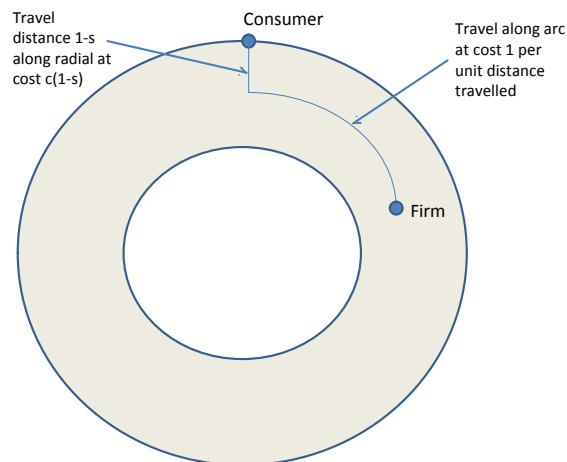 Travel
distance 1-s
along radial at
cost c(1-s)
Consumer
Travel along arc
at cost 1 per
unit distance
travelled
Firm